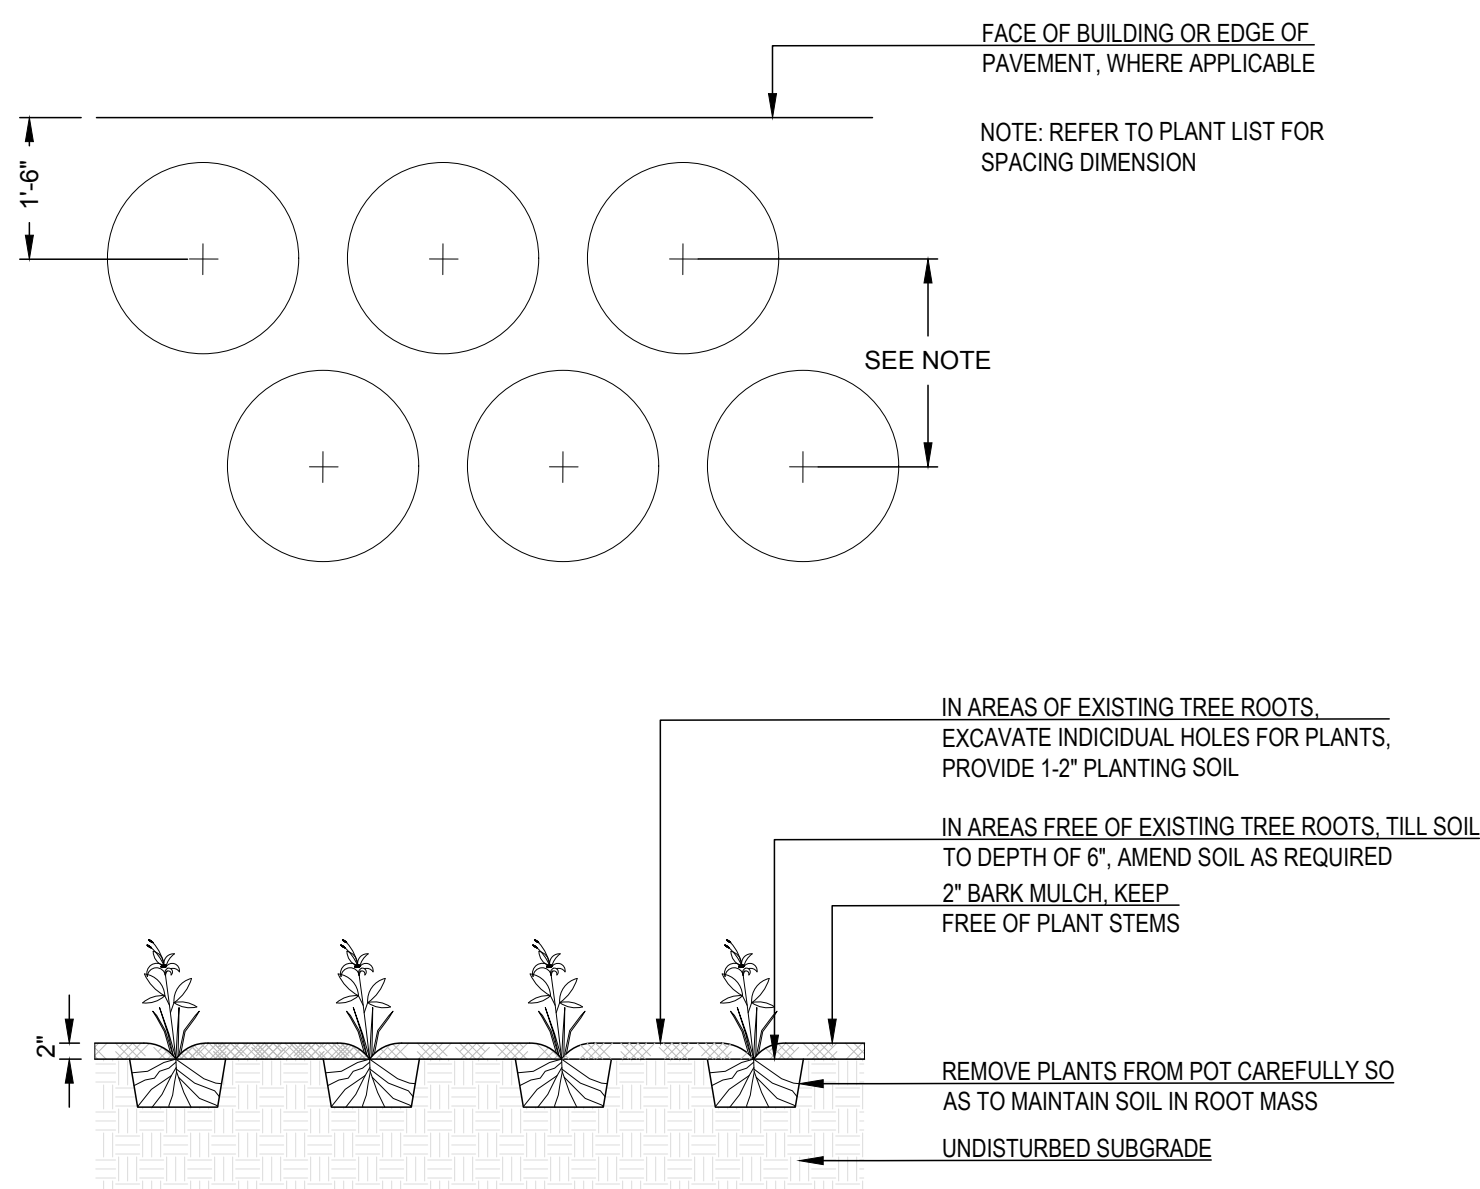 FACE OF BUILDING OR EDGE OF
PAVEMENT, WHERE APPLICABLE
NOTE: REFER TO PLANT LIST FOR
SPACING DIMENSION
1'-6"
SEE NOTE
IN AREAS OF EXISTING TREE ROOTS,
EXCAVATE INDICIDUAL HOLES FOR PLANTS,
PROVIDE 1-2" PLANTING SOIL
IN AREAS FREE OF EXISTING TREE ROOTS, TILL SOIL
TO DEPTH OF 6", AMEND SOIL AS REQUIRED
2" BARK MULCH, KEEP
FREE OF PLANT STEMS
2"
REMOVE PLANTS FROM POT CAREFULLY SO
AS TO MAINTAIN SOIL IN ROOT MASS
UNDISTURBED SUBGRADE